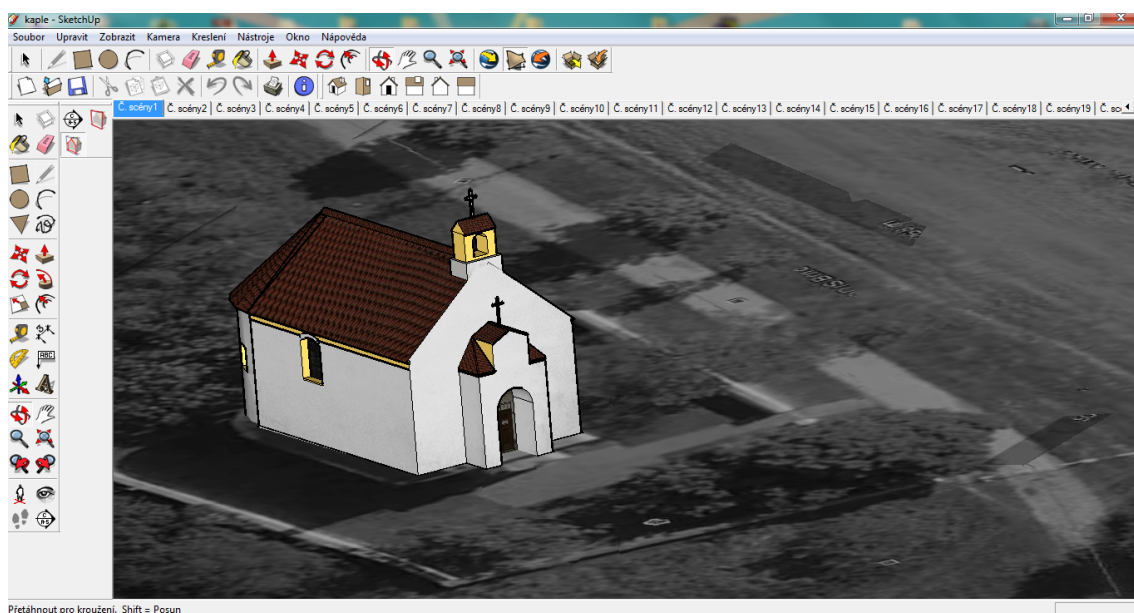 kaple - SketchUp
Soubor Upravit Zobrazit Kamera Kreslení Nástroje Okno Nápověda
Č. scény1 Č. scény2 Č. scény3 Č. scény4 Č. scény5 Č. scény6 Č. scény7 Č. scény8 Č. scény9 Č. scény10 Č. scény11 Č. scény12 Č. scény13 Č. scény14 Č. scény15 Č. scény16 Č. scény17 Č. scény18 Č. scény19
ABC
Přetáhnout pro kroužení. Shift = Posun